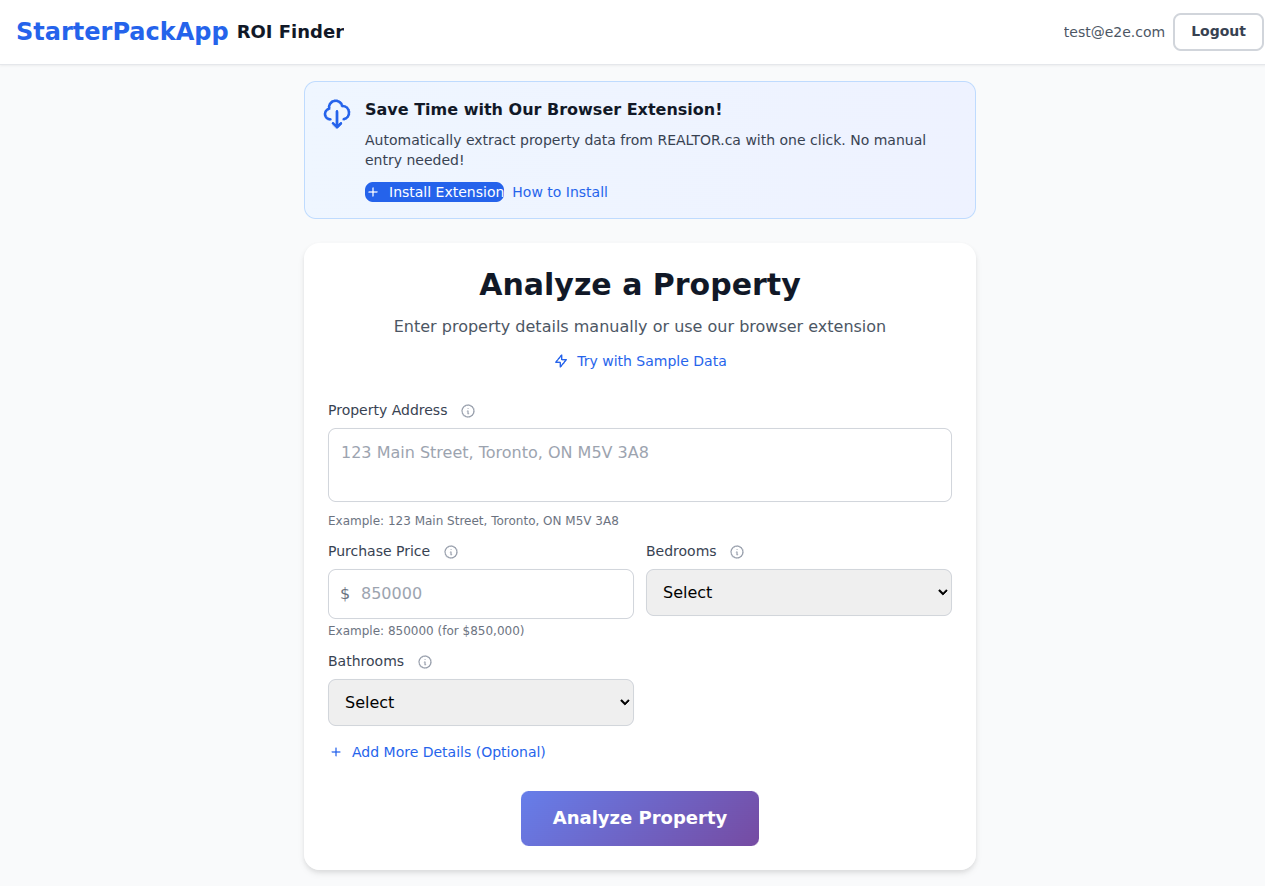 StarterPackApp ROI Finder test@e2e.com Logout
Save Time with Our Browser Extension!
Automatically extract property data from REALTOR.ca with one click. No manual
entry needed!
Install Extension How to Install
Analyze a Property
Enter property details manually or use our browser extension
Try with Sample Data
Property Address
123 Main Street, Toronto, ON M5V 3A8
Example: 123 Main Street, Toronto, ON M5V 3A8
Purchase Price Bedrooms
$ 850000 Select
Example: 850000 (for $850,000)
Bathrooms
Select
Add More Details (Optional)
Analyze Property